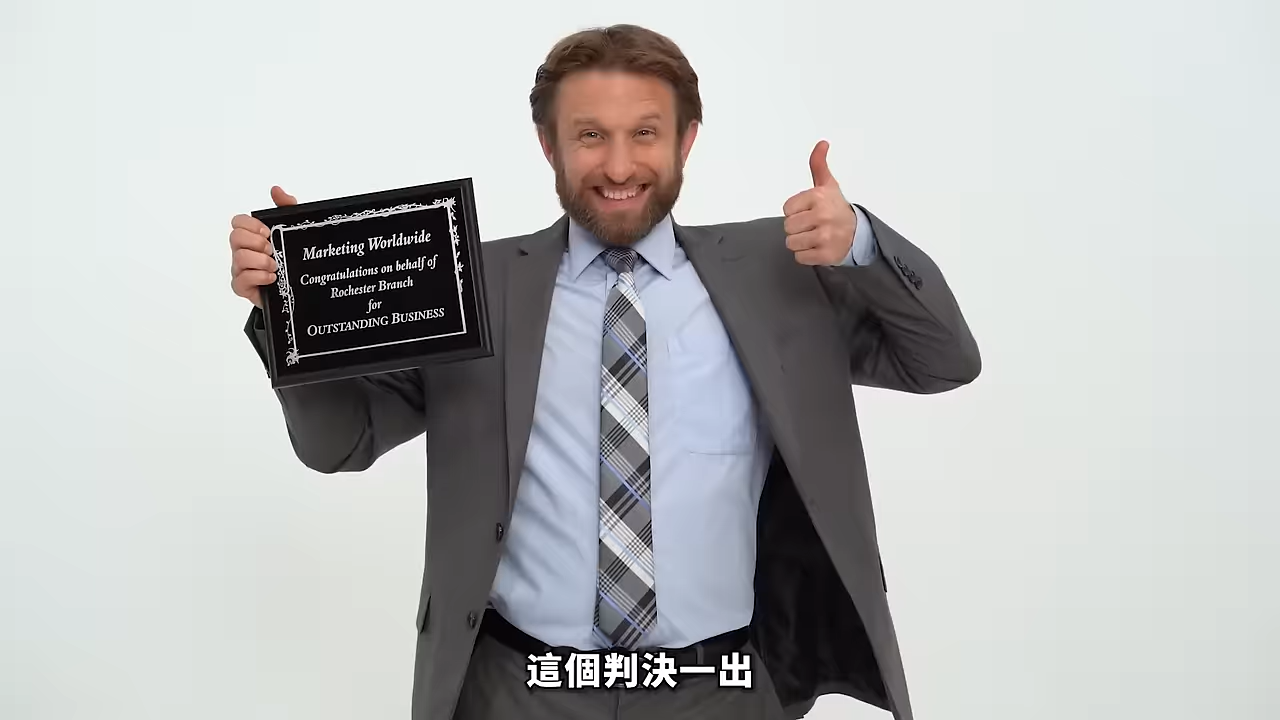 Marketing Worldwide
Congratulations on behalf of
Rochester Branch
for
OUTSTANDING BUSINESS
這個判決一出